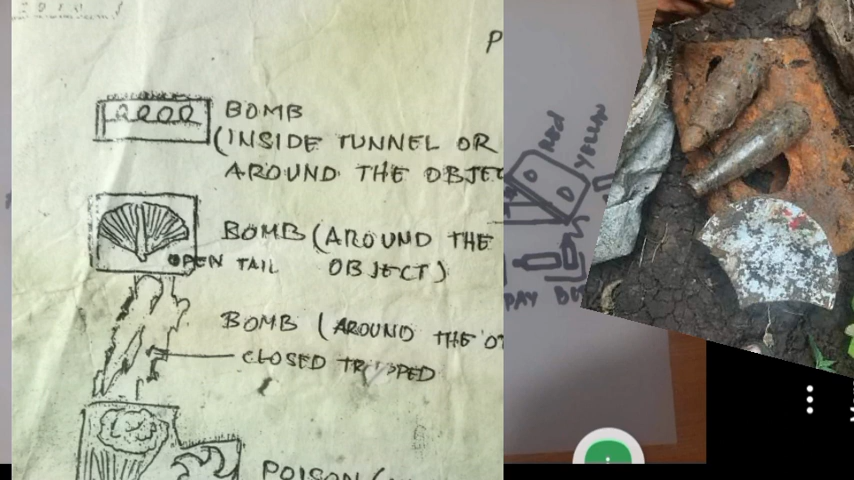 P
BOMB
(INSIDE TUNNEL OR
AROUND THE OBJEC
BOMB (AROUND THE
OPEN TAIL OBJECT)
BOMB (AROUND THE
CLOSED
POISON (
RED
YELLOW